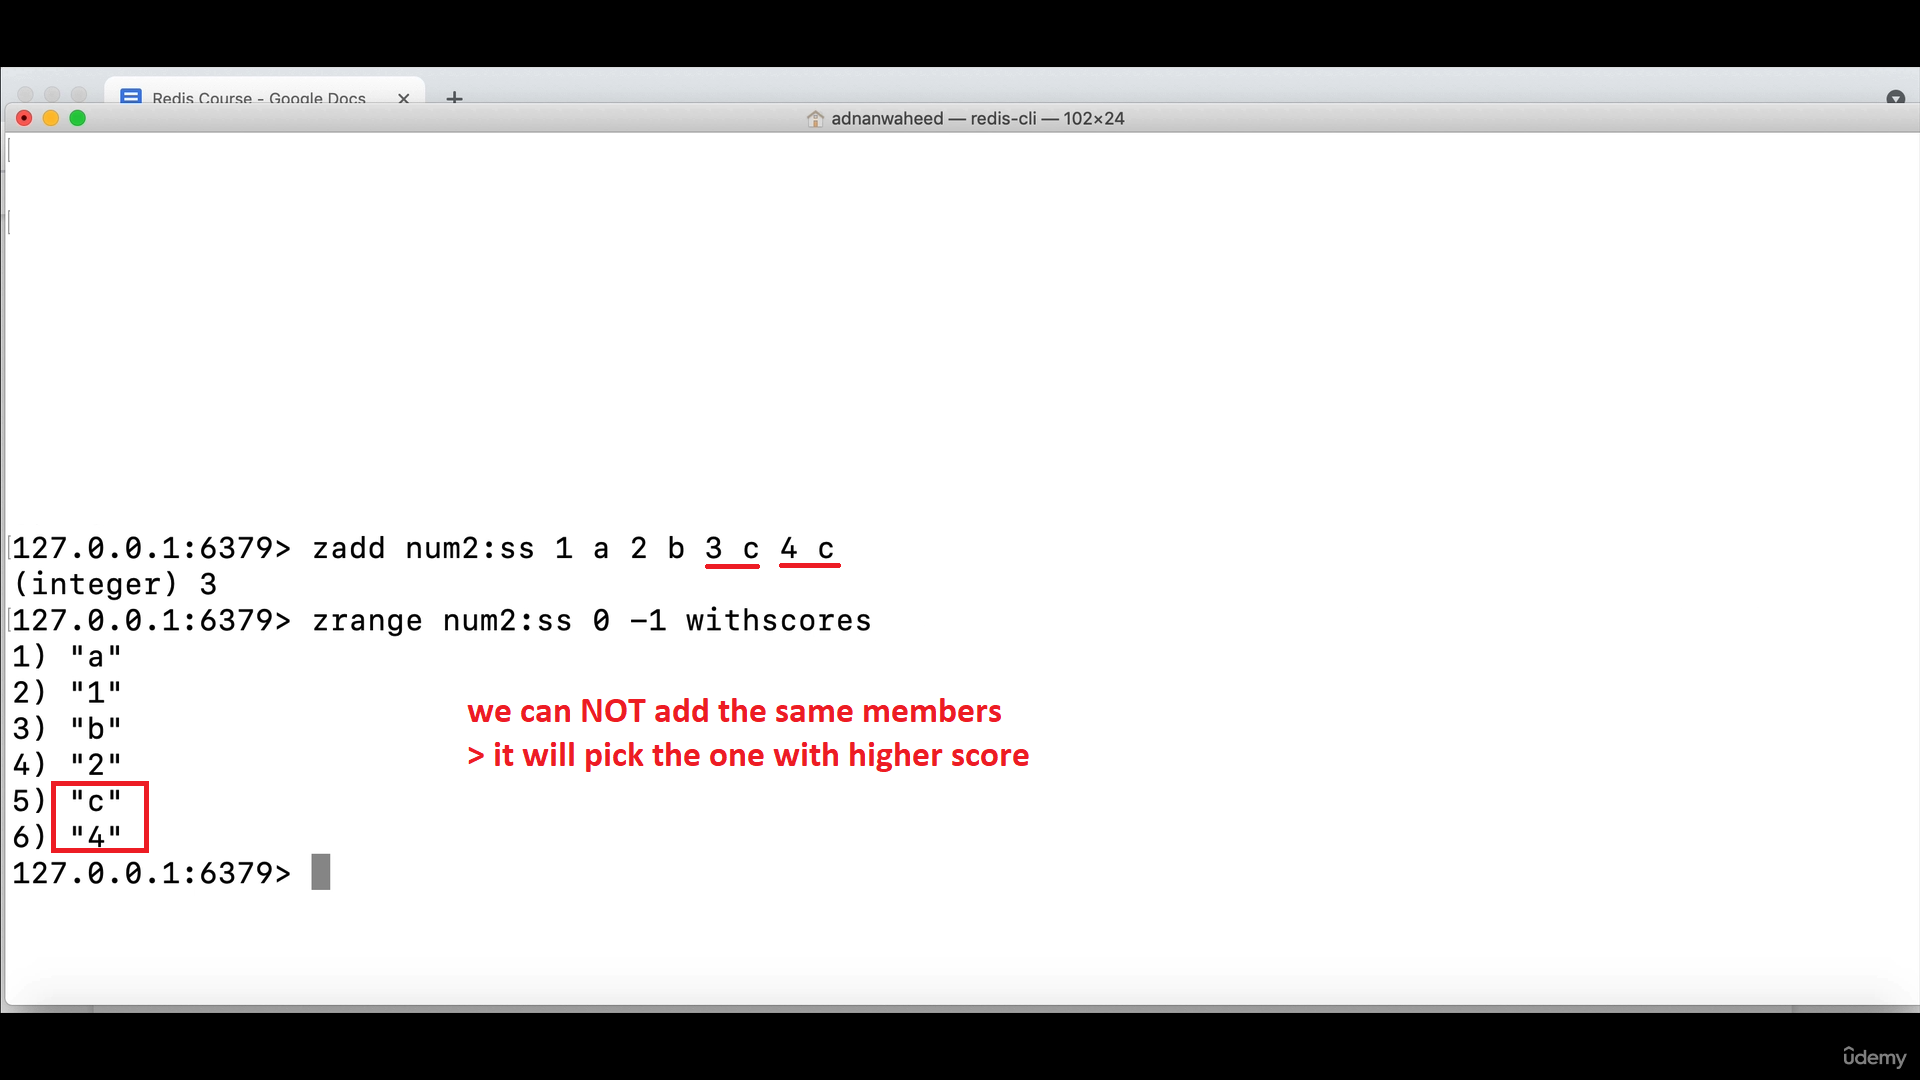 Redis Course - Google Docs
adnanwaheed — redis-cli — 102×24
127.0.0.1:6379> zadd num2:ss 1 a 2 b 3 c 4 c
(integer) 3
127.0.0.1:6379> zrange num2:ss 0 -1 withscores
1) "a"
2) "1"
3) "b"
4) "2"
5) "c"
6) "4"
127.0.0.1:6379>
we can NOT add the same members
> it will pick the one with higher score
ûdemy